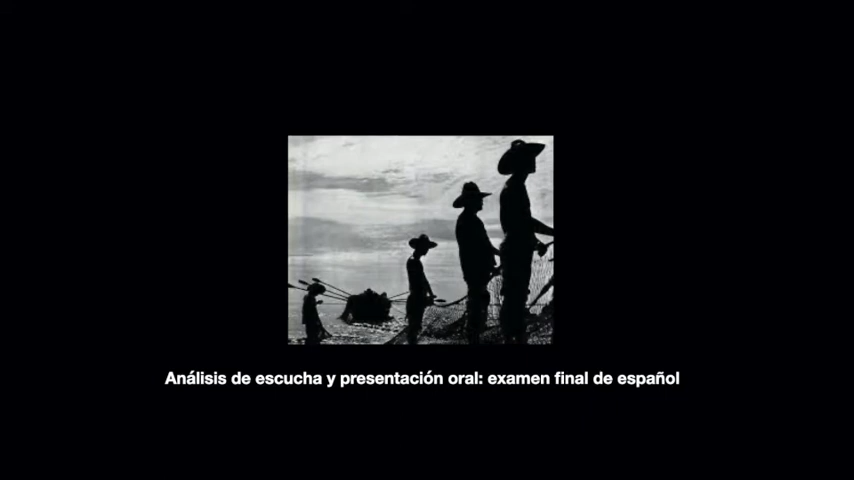 Análisis de escucha y presentación oral: examen final de español